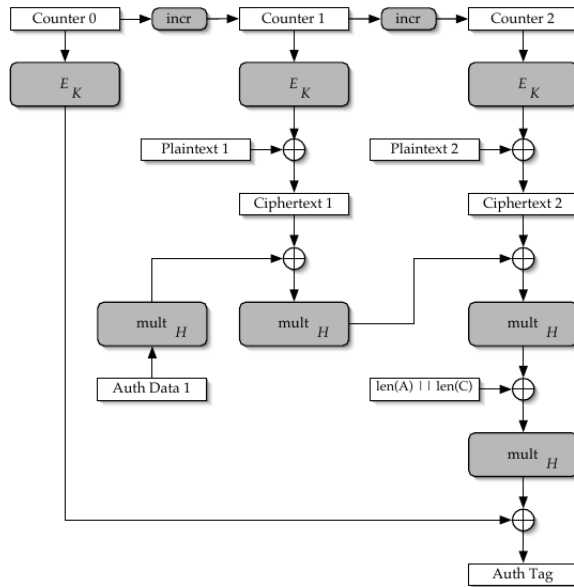 Counter 0
incr
Counter 1
incr
Counter 2
E K
E K
E K
Plaintext 1
Plaintext 2
Ciphertext 1
Ciphertext 2
mult H
mult H
mult H
Auth Data 1
len(A) || len(C)
mult H
Auth Tag